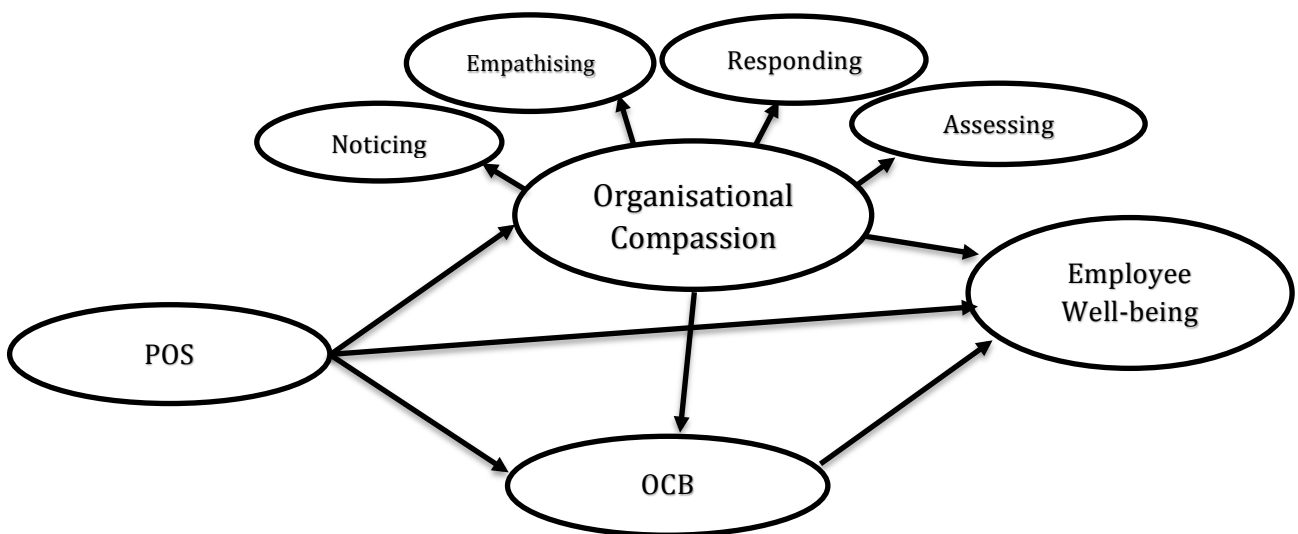 Empathising
Responding
Noticing
Assessing
Organisational
Compassion
Employee
Well-being
POS
OCB